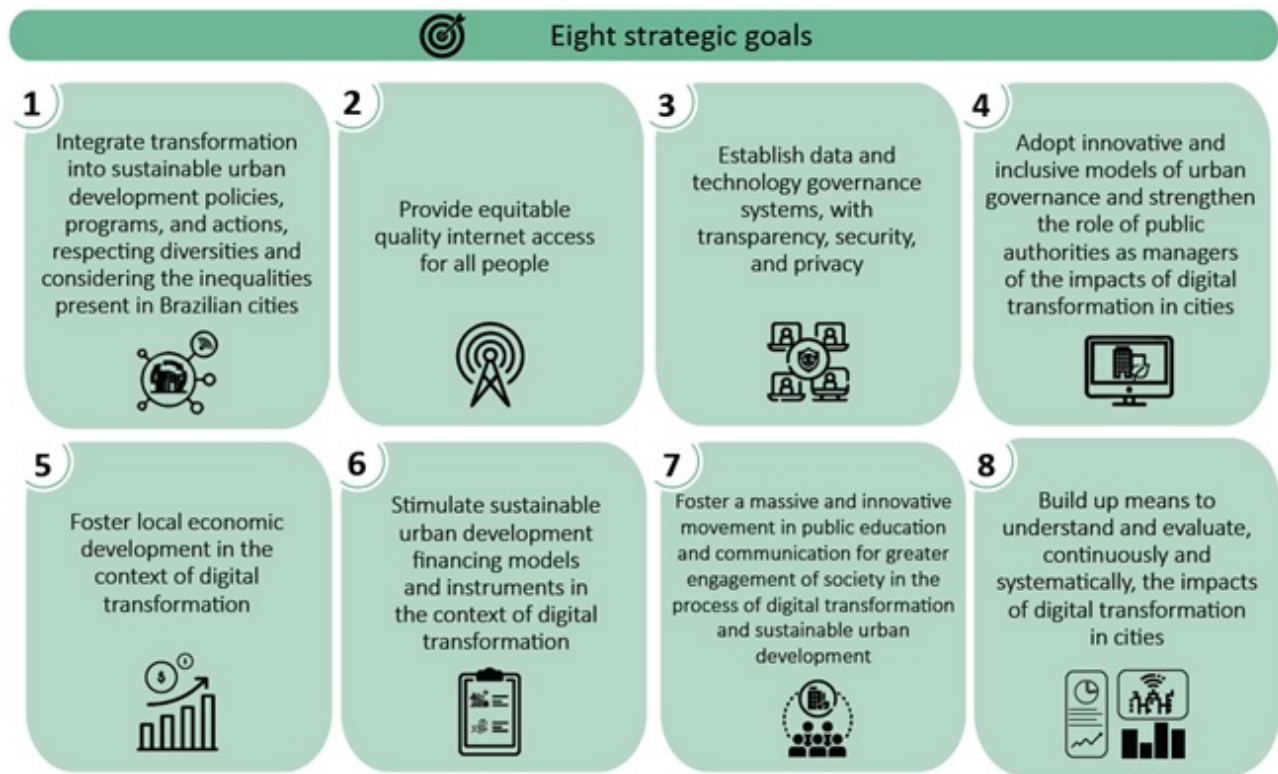 Eight strategic goals
1
Integrate transformation
into sustainable urban
development policies,
programs, and actions,
respecting diversities and
considering the inequalities
present in Brazilian cities
2
Provide equitable
quality internet access
for all people
3
Establish data and
technology governance
systems, with
transparency, security,
and privacy
4
Adopt innovative and
inclusive models of urban
governance and strengthen
the role of public
authorities as managers
of the impacts of digital
transformation in cities
5
Foster local economic
development in the
context of digital
transformation
6
Stimulate sustainable
urban development
financing models
and instruments in
the context of digital
transformation
7
Foster a massive and innovative
movement in public education
and communication for greater
engagement of society in the
process of digital transformation
and sustainable urban
development
8
Build up means to
understand and evaluate,
continuously and
systematically, the impacts
of digital transformation
in cities